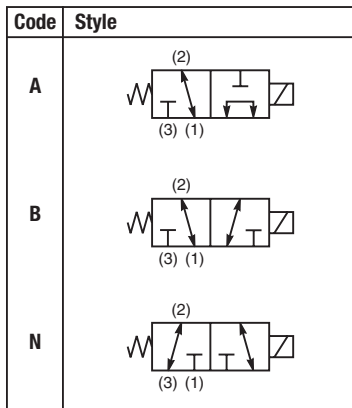 Code Style
A
(2)
(3) (1)
B
(2)
(3) (1)
N
(2)
(3) (1)